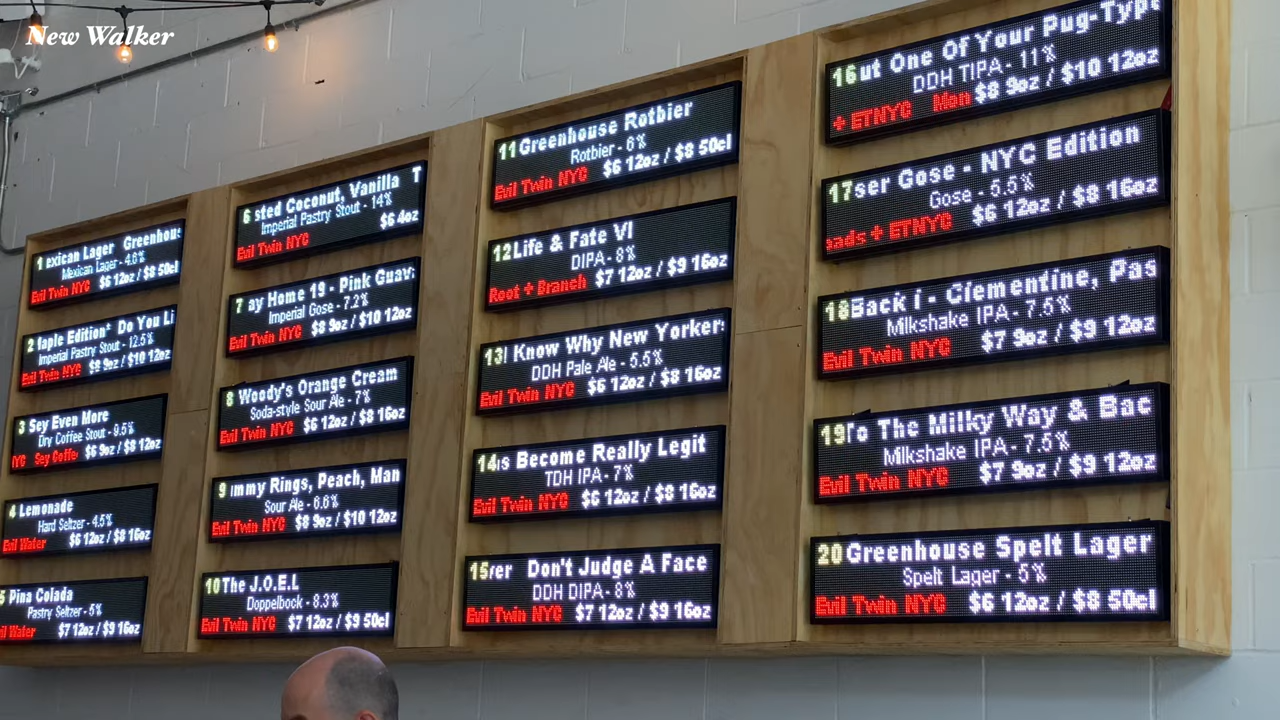 New Walker
1 exican Lager Greenhous
Mexican Lager - 4.6%
Evil Twin NYC $6 12oz / $8 50cl
2 laple Edition* Do You Li
Imperial Pastry Stout - 12.5%
Evil Twin NYC $8 9oz / $10 12oz
3 Sey Even More
Dry Coffee Stout - 9.5%
NYC Sey Coffe $6 9oz / $8 12oz
4 Lemonade
Hard Seltzer - 4.5%
Evil Water $6 12oz / $8 16oz
5 Pina Colada
Pastry Seltzer - 5%
il Water $7 12oz / $9 16oz
6 sted Coconut, Vanilla T
Imperial Pastry Stout - 14%
Evil Twin NYC $6 4oz
7 ay Home 19 - Pink Guava
Imperial Gose - 7.2%
Evil Twin NYC $8 9oz / $10 12oz
8 Woody's Orange Cream
Soda-style Sour Ale - 7%
Evil Twin NYC $6 12oz / $8 16oz
9 ummy Rings, Peach, Man
Sour Ale - 6.6%
Evil Twin NYC $8 9oz / $10 12oz
10 The J.O.E.L
Doppelbock - 8.3%
Evil Twin NYC $7 12oz / $9 50cl
11 Greenhouse Rotbier
Rotbier - 6%
Evil Twin NYC $6 12oz / $8 50cl
12 Life & Fate VI
DIPA - 8%
Root + Branch $7 12oz / $9 16oz
13 I Know Why New Yorkers
DDH Pale Ale - 5.5%
Evil Twin NYC $6 12oz / $8 16oz
14 s Become Really Legit
TDH IPA - 7%
Evil Twin NYC $6 12oz / $8 16oz
15 rer Don't Judge A Face
DDH DIPA - 8%
Evil Twin NYC $7 12oz / $9 16oz
16 ut One Of Your Pug-Type
DDH TIPA - 11%
+ ETNYC Mon $8 9oz / $10 12oz
17 ser Gose - NYC Edition
Gose - 5.5%
oads + ETNYC $6 12oz / $8 16oz
18 Back I - Clementine, Pas
Milkshake IPA - 7.5%
Evil Twin NYC $7 9oz / $9 12oz
19 To The Milky Way & Bac
Milkshake IPA - 7.5%
Evil Twin NYC $7 9oz / $9 12oz
20 Greenhouse Spelt Lager
Spelt Lager - 5%
Evil Twin NYC $6 12oz / $8 50cl